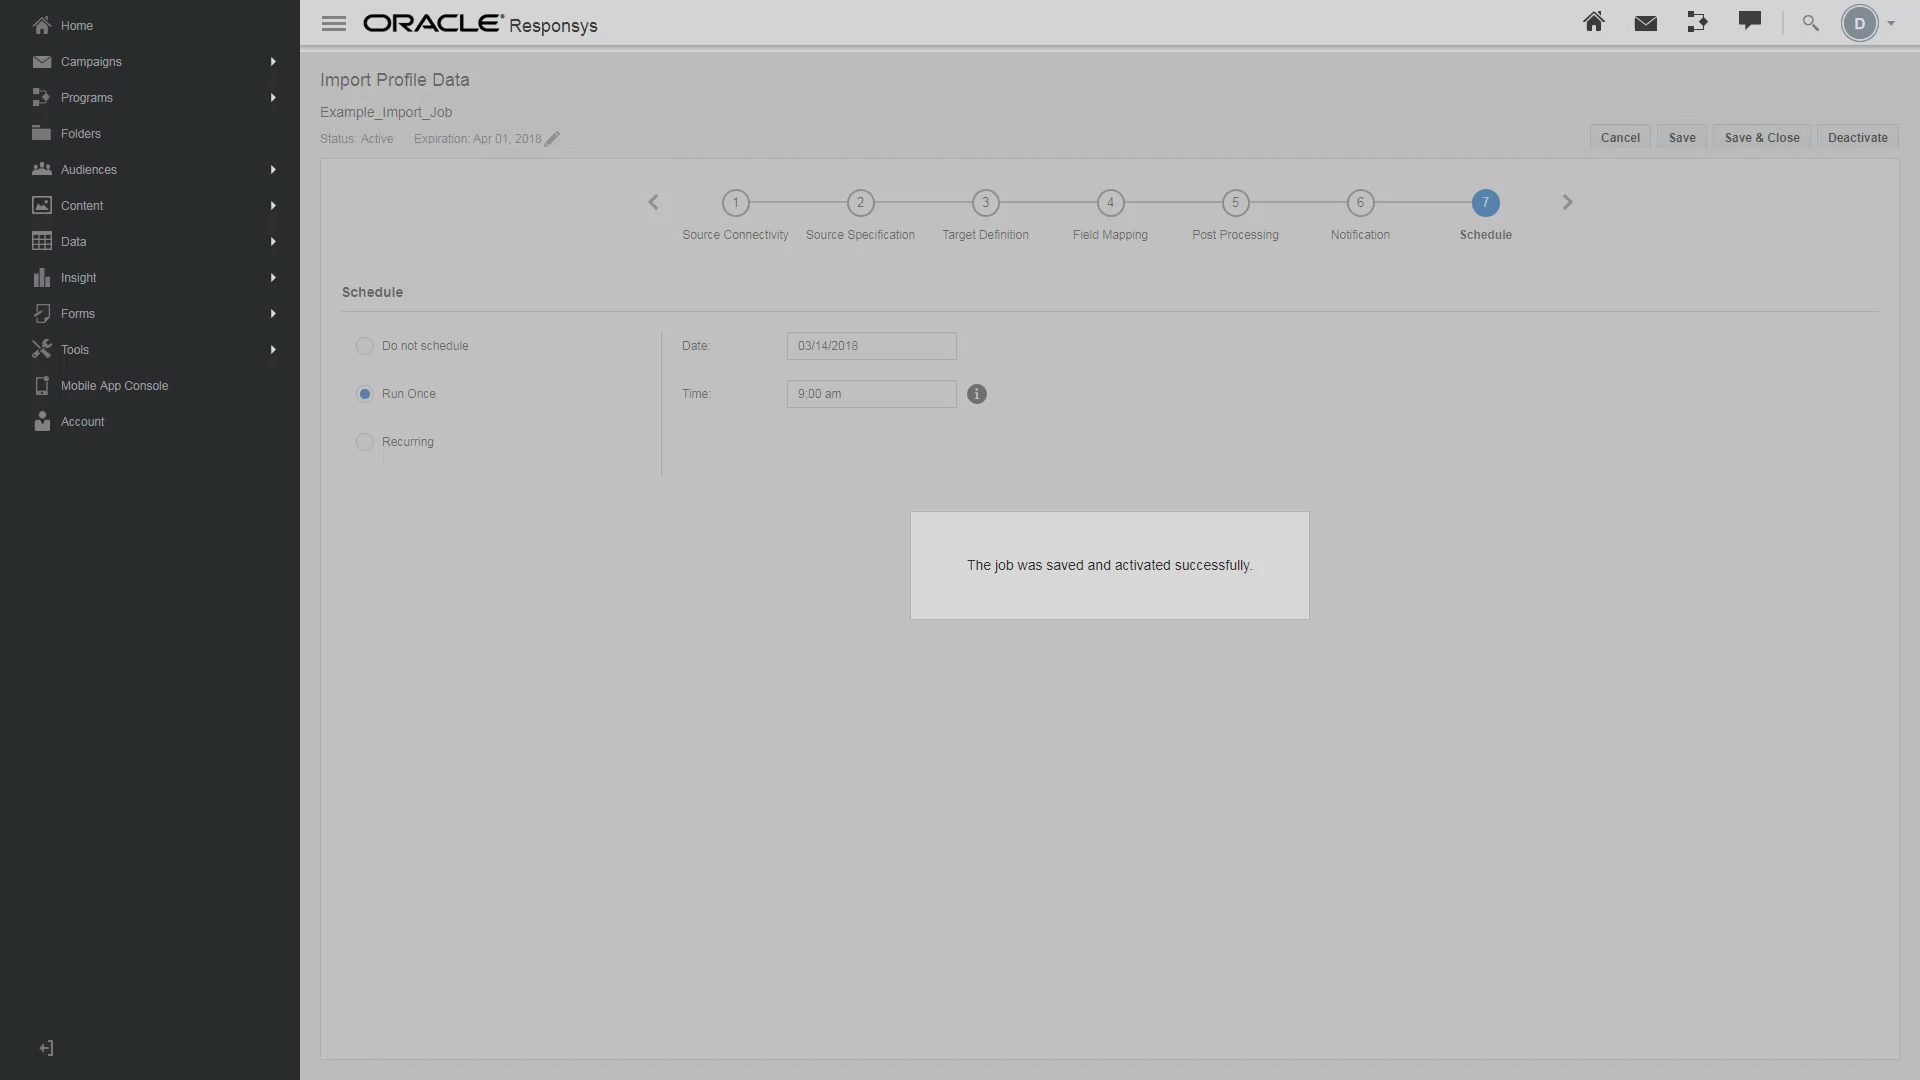 Home
Campaigns
Programs
Folders
Audiences
Content
Data
Insight
Forms
Tools
Mobile App Console
Account
ORACLE® Responsys
D
Import Profile Data
Example_Import_Job
Status: Active Expiration: Apr 01, 2018
Cancel Save Save & Close Deactivate
1 2 3 4 5 6 7
Source Connectivity Source Specification Target Definition Field Mapping Post Processing Notification Schedule
Schedule
Do not schedule Date: 03/14/2018
Run Once Time: 9:00 am
Recurring
The job was saved and activated successfully.